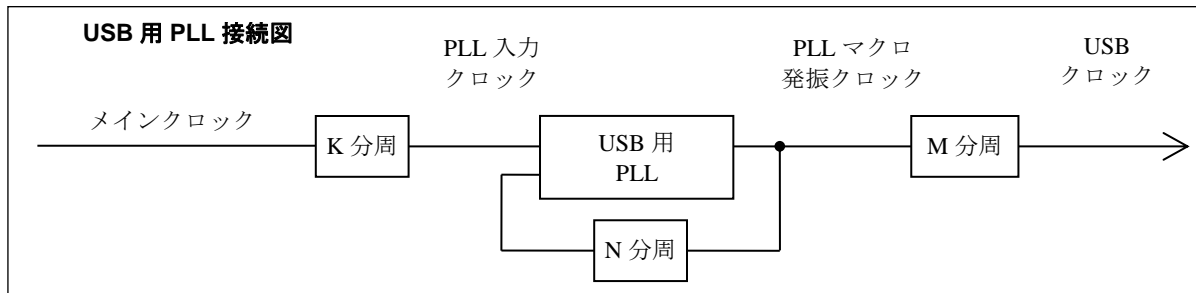 USB 用 PLL 接続図
PLL 入力
クロック
PLL マクロ
発振クロック
USB
クロック
メインクロック
K 分周
USB 用
PLL
M 分周
N 分周